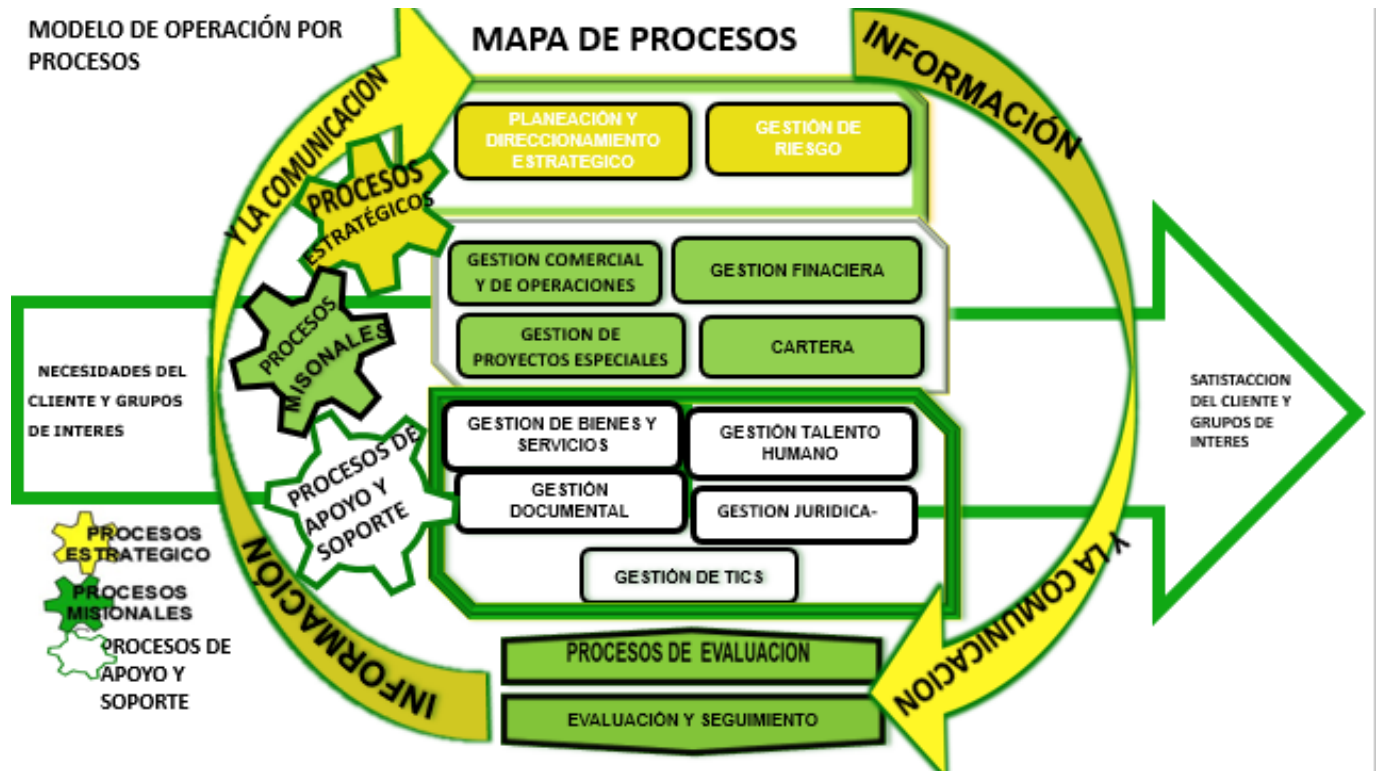 MODELO DE OPERACIÓN POR
PROCESOS
MAPA DE PROCESOS
INFORMACIÓN
Y LA COMUNICACION
PLANEACIÓN Y
DIRECCIONAMIENTO
ESTRATEGICO
GESTIÓN DE
RIESGO
PROCESOS
ESTRATÉGICOS
GESTION COMERCIAL
Y DE OPERACIONES
GESTION FINACIERA
GESTION DE
PROYECTOS ESPECIALES
CARTERA
PROCESOS
MISONALES
NECESIDADES DEL
CLIENTE Y GRUPOS
DE INTERES
SATISTACCION
DEL CLIENTE Y
GRUPOS DE
INTERES
GESTION DE BIENES Y
SERVICIOS
GESTIÓN TALENTO
HUMANO
GESTIÓN
DOCUMENTAL
GESTION JURIDICA-
GESTIÓN DE TICS
PROCESOS DE
APOYO Y
SOPORTE
PROCESOS
ESTRATEGICO
PROCESOS
MISIONALES
PROCESOS DE
APOYO Y
SOPORTE
INFORMACIÓN
Y LA COMUNICACION
PROCESOS DE EVALUACION
EVALUACIÓN Y SEGUIMIENTO